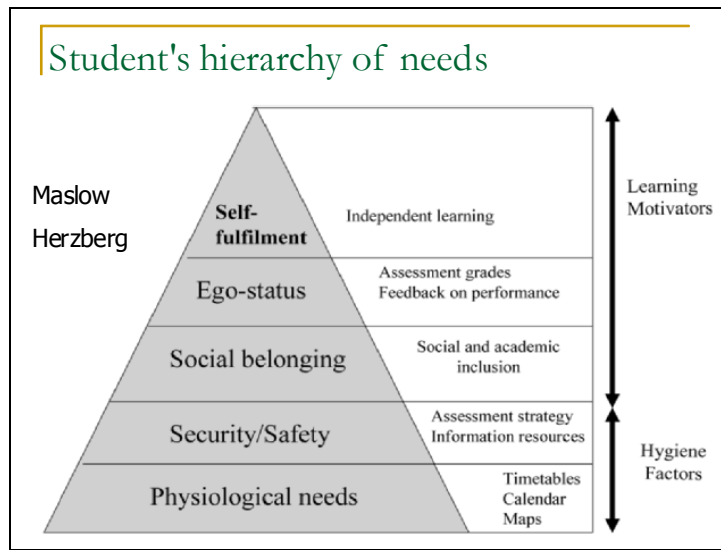 Student's hierarchy of needs
Maslow
Herzberg
Self-
fulfilment
Independent learning
Learning
Motivators
Ego-status
Assessment grades
Feedback on performance
Social belonging
Social and academic
inclusion
Security/Safety
Assessment strategy
Information resources
Hygiene
Factors
Physiological needs
Timetables
Calendar
Maps